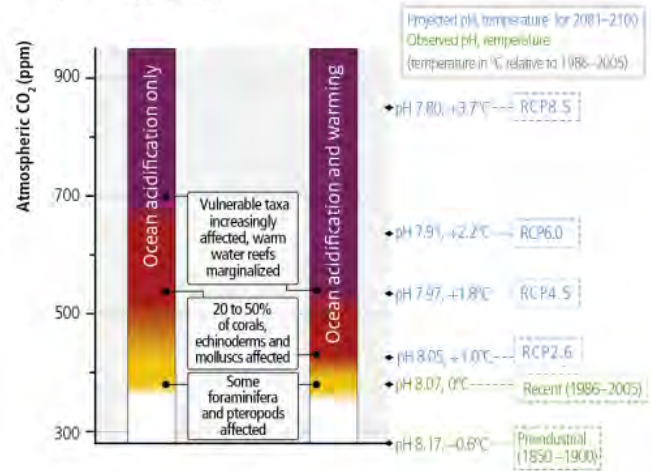 Projected pH, temperature for 2081–2100
Observed pH, temperature
(temperature in °C relative to 1986–2005)
Atmospheric CO2 (ppm)
950
700
500
300
Ocean acidification only
Ocean acidification and warming
Vulnerable taxa
increasingly
affected, warm
water reefs
marginalized
20 to 50%
of corals,
echinoderms and
molluscs affected
Some
foraminifera
and pteropods
affected
pH 7.80, +3.7°C
RCP8.5
pH 7.91, +2.2°C
RCP6.0
pH 7.97, +1.8°C
RCP4.5
pH 8.05, +1.0°C
RCP2.6
pH 8.07, 0°C
Recent (1986–2005)
pH 8.17, –0.6°C
Preindustrial
(1850–1900)